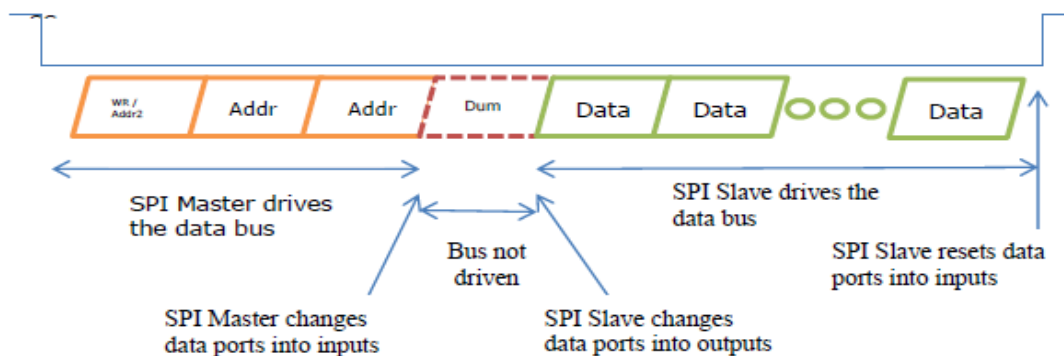 WR /
Addr2
Addr
Addr
Dum
Data
Data
Data
SPI Master drives
the data bus
SPI Slave drives the
data bus
Bus not
driven
SPI Slave resets data
ports into inputs
SPI Master changes
data ports into inputs
SPI Slave changes
data ports into outputs